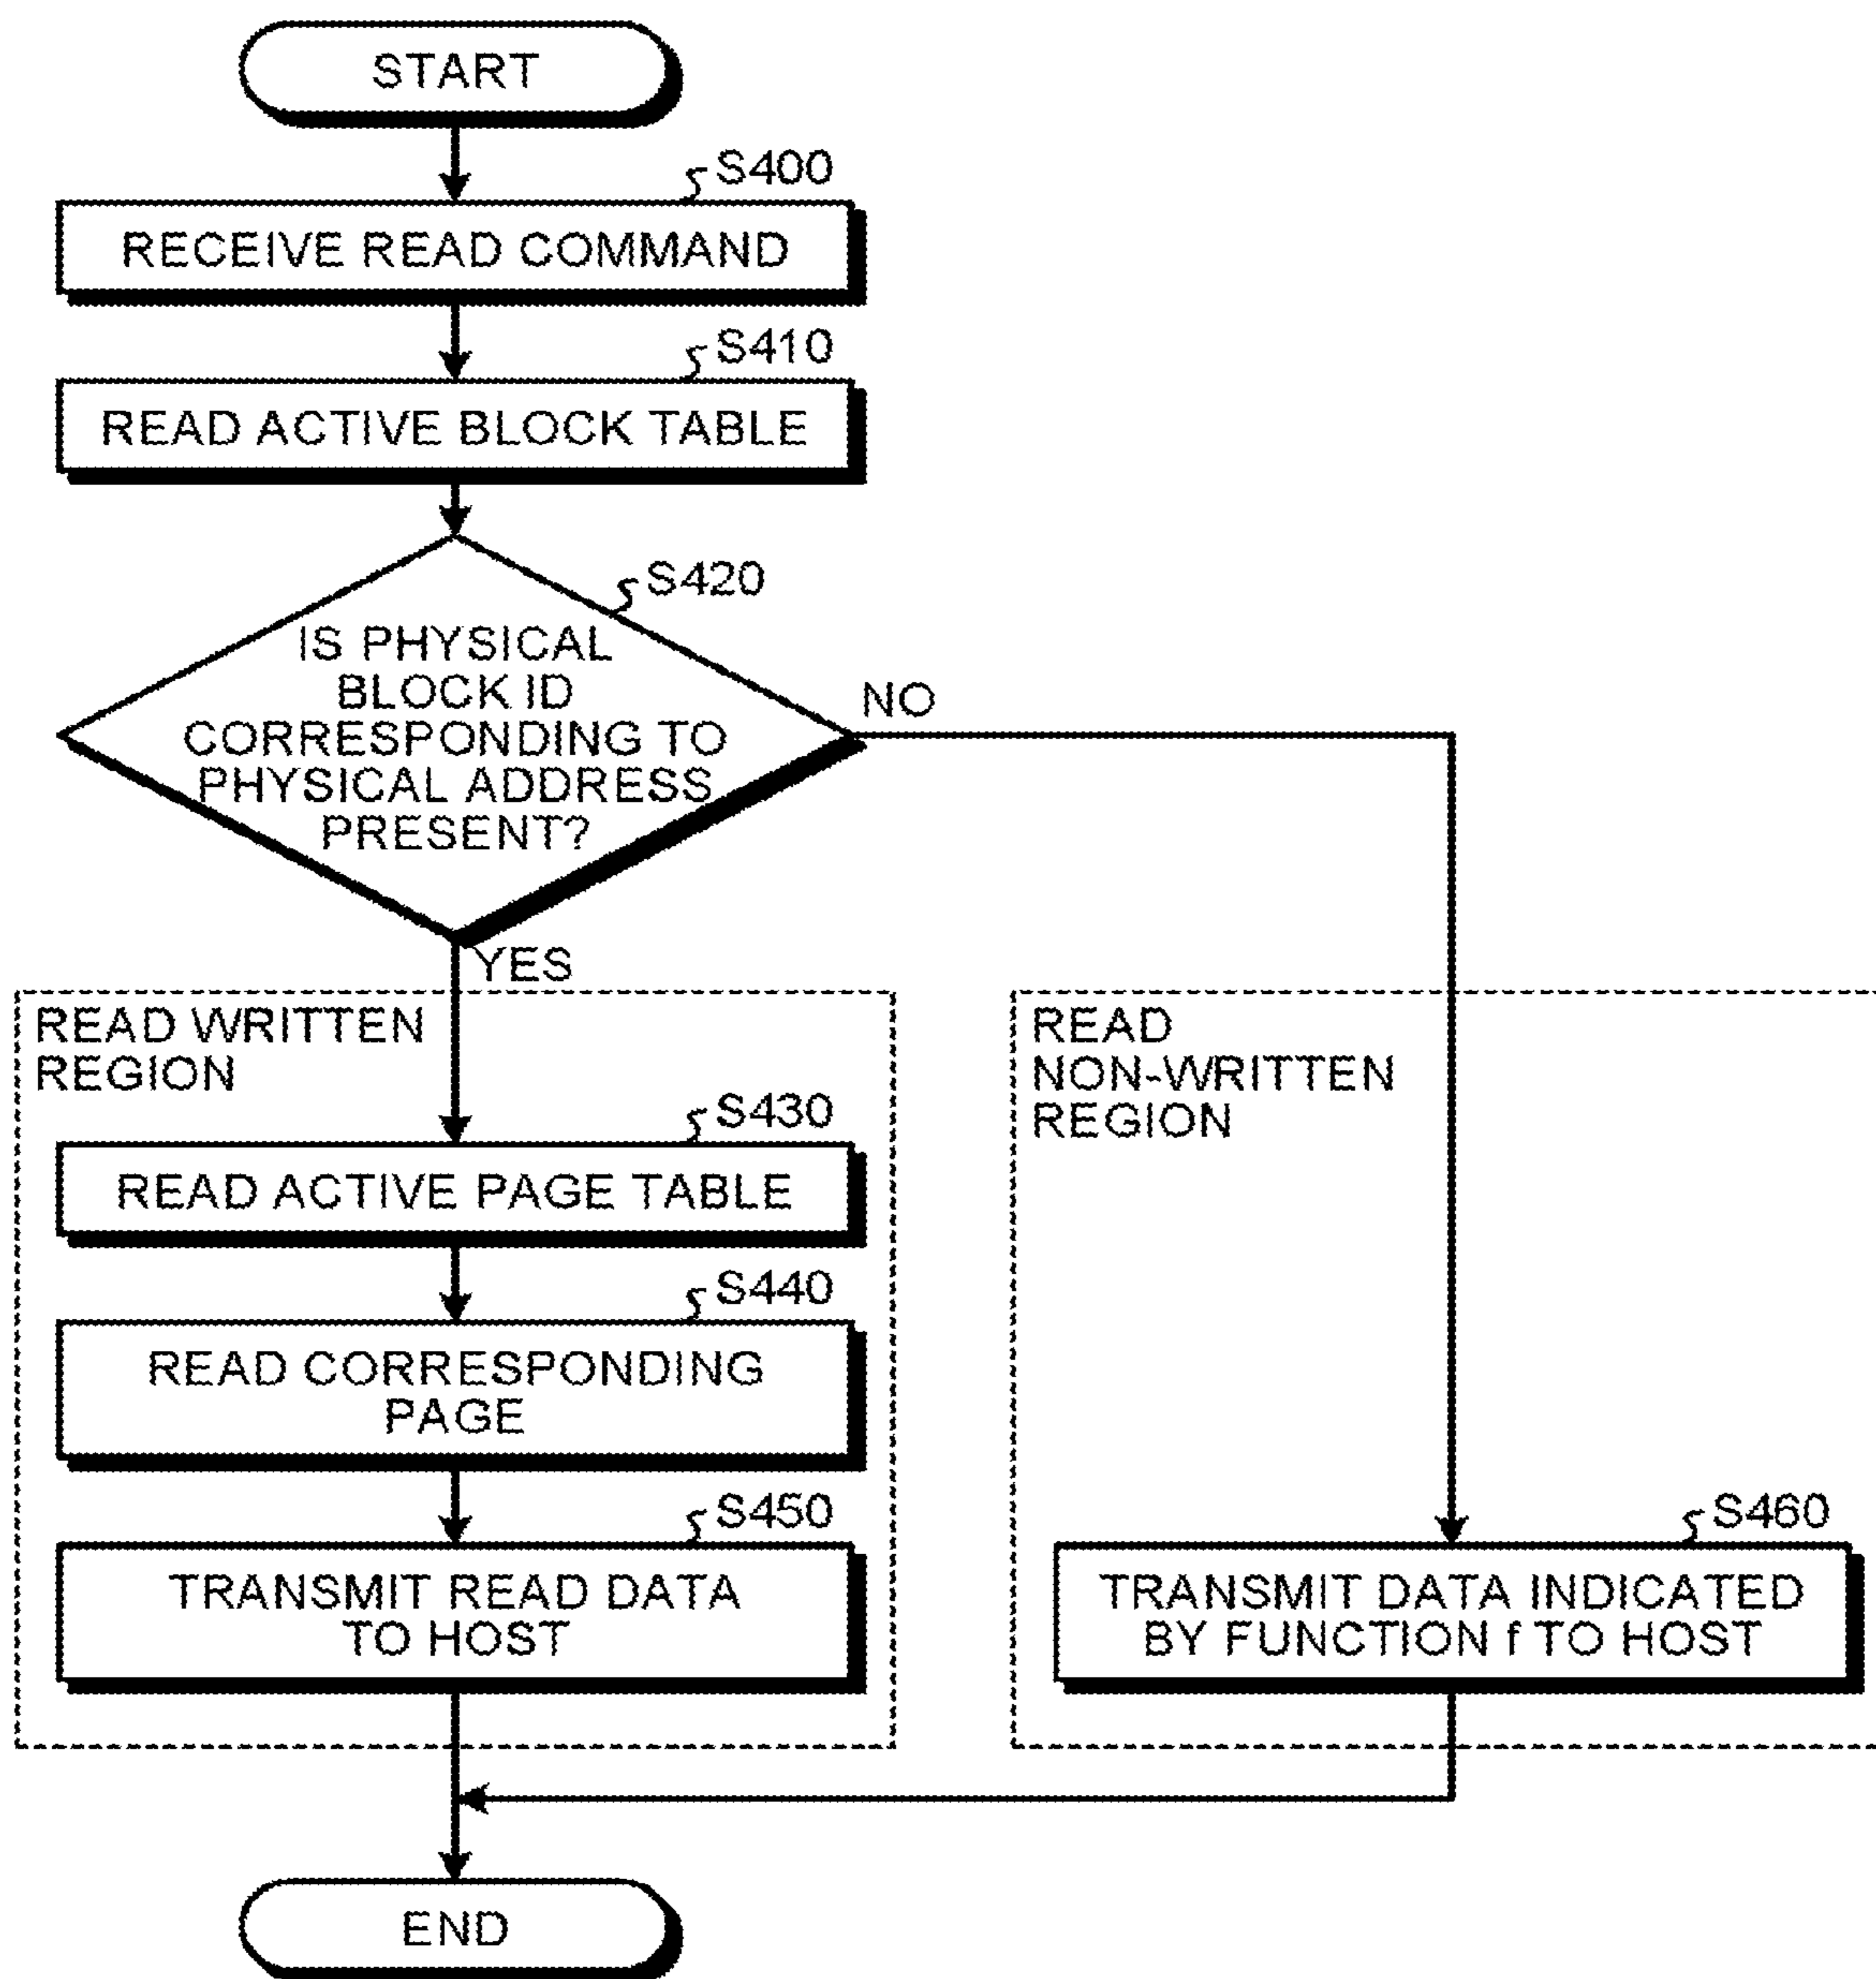 START
S400
RECEIVE READ COMMAND
S410
READ ACTIVE BLOCK TABLE
S420
IS PHYSICAL
BLOCK ID
CORRESPONDING TO
PHYSICAL ADDRESS
PRESENT?
NO
YES
READ WRITTEN
REGION
S430
READ ACTIVE PAGE TABLE
S440
READ CORRESPONDING
PAGE
S450
TRANSMIT READ DATA
TO HOST
READ
NON-WRITTEN
REGION
S460
TRANSMIT DATA INDICATED
BY FUNCTION f TO HOST
END